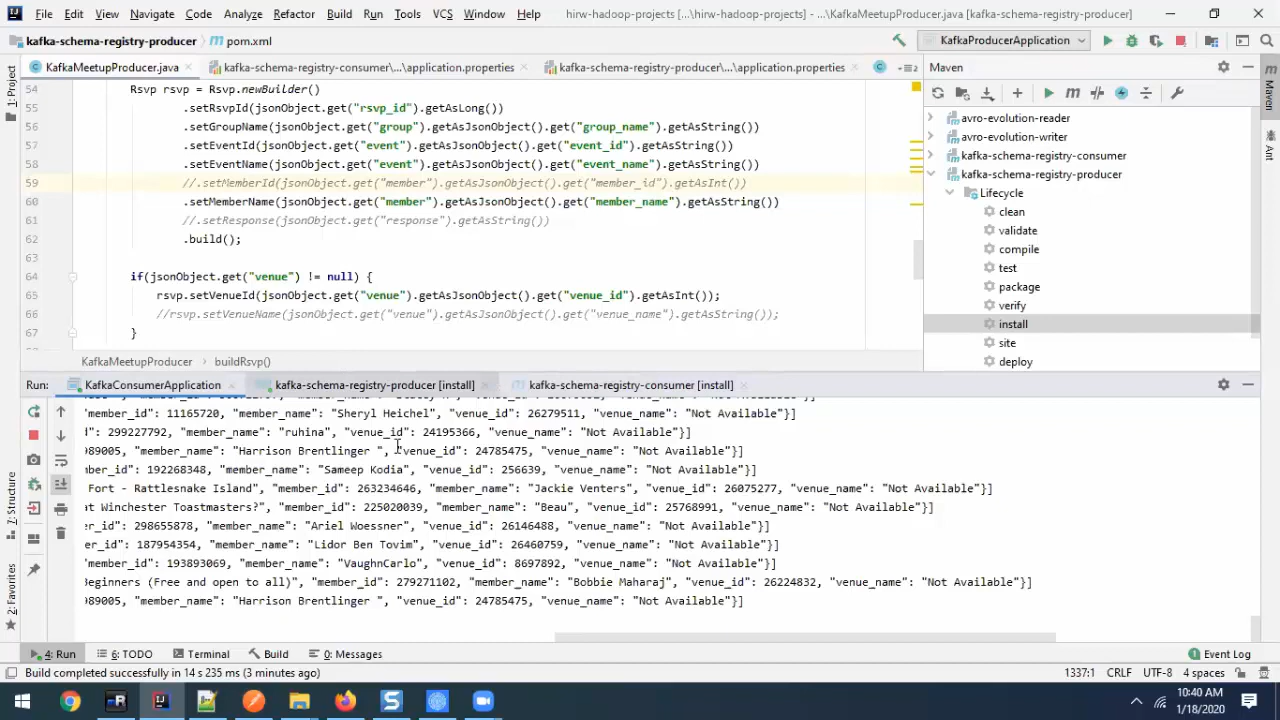 File Edit View Navigate Code Analyze Refactor Build Run Tools VCS Window Help hirw-hadoop-projects [...\hirw-hadoop-projects] - ...\KafkaMeetupProducer.java [kafka-schema-registry-producer]
kafka-schema-registry-producer pom.xml KafkaProducerApplication
KafkaMeetupProducer.java kafka-schema-registry-consumer\...\application.properties kafka-schema-registry-producer\...\application.properties Maven
54 Rsvp rsvp = Rsvp.newBuilder()
55 .setRsvpId(jsonObject.get("rsvp_id").getAsLong())
56 .setGroupName(jsonObject.get("group").getAsJsonObject().get("group_name").getAsString())
57 .setEventId(jsonObject.get("event").getAsJsonObject().get("event_id").getAsString())
58 .setEventName(jsonObject.get("event").getAsJsonObject().get("event_name").getAsString())
59 //.setMemberId(jsonObject.get("member").getAsJsonObject().get("member_id").getAsInt())
60 .setMemberName(jsonObject.get("member").getAsJsonObject().get("member_name").getAsString())
61 //.setResponse(jsonObject.get("response").getAsString())
62 .build();
63
64 if(jsonObject.get("venue") != null) {
65 rsvp.setVenueId(jsonObject.get("venue").getAsJsonObject().get("venue_id").getAsInt());
66 //rsvp.setVenueName(jsonObject.get("venue").getAsJsonObject().get("venue_name").getAsString());
67 }
KafkaMeetupProducer > buildRsvp()
avro-evolution-reader
avro-evolution-writer
kafka-schema-registry-consumer
kafka-schema-registry-producer
Lifecycle
clean
validate
compile
test
package
verify
install
site
deploy
1: Project
Maven
Ant
7: Structure
2: Favorites
Run: KafkaConsumerApplication kafka-schema-registry-producer [install] kafka-schema-registry-consumer [install]
"member_id": 11165720, "member_name": "Sheryl Heichel", "venue_id": 26279511, "venue_name": "Not Available"}]
d": 299227792, "member_name": "ruhina", "venue_id": 24195366, "venue_name": "Not Available"}]
989005, "member_name": "Harrison Brentlinger ", "venue_id": 24785475, "venue_name": "Not Available"}]
mber_id": 192268348, "member_name": "Sameep Kodia", "venue_id": 256639, "venue_name": "Not Available"}]
Fort - Rattlesnake Island", "member_id": 263234646, "member_name": "Jackie Venters", "venue_id": 26075277, "venue_name": "Not Available"}]
at Winchester Toastmasters?", "member_id": 225020039, "member_name": "Beau", "venue_id": 25768991, "venue_name": "Not Available"}]
er_id": 298655878, "member_name": "Ariel Woessner", "venue_id": 26146488, "venue_name": "Not Available"}]
er_id": 187954354, "member_name": "Lidor Ben Tovim", "venue_id": 26460759, "venue_name": "Not Available"}]
"member_id": 193893069, "member_name": "VaughnCarlo", "venue_id": 8697892, "venue_name": "Not Available"}]
Beginners (Free and open to all)", "member_id": 279271102, "member_name": "Bobbie Maharaj", "venue_id": 26224832, "venue_name": "Not Available"}]
989005, "member_name": "Harrison Brentlinger ", "venue_id": 24785475, "venue_name": "Not Available"}]
4: Run 6: TODO Terminal Build 0: Messages Event Log
Build completed successfully in 14 s 235 ms (3 minutes ago) 1337:1 CRLF UTF-8 4 spaces
10:40 AM
1/18/2020